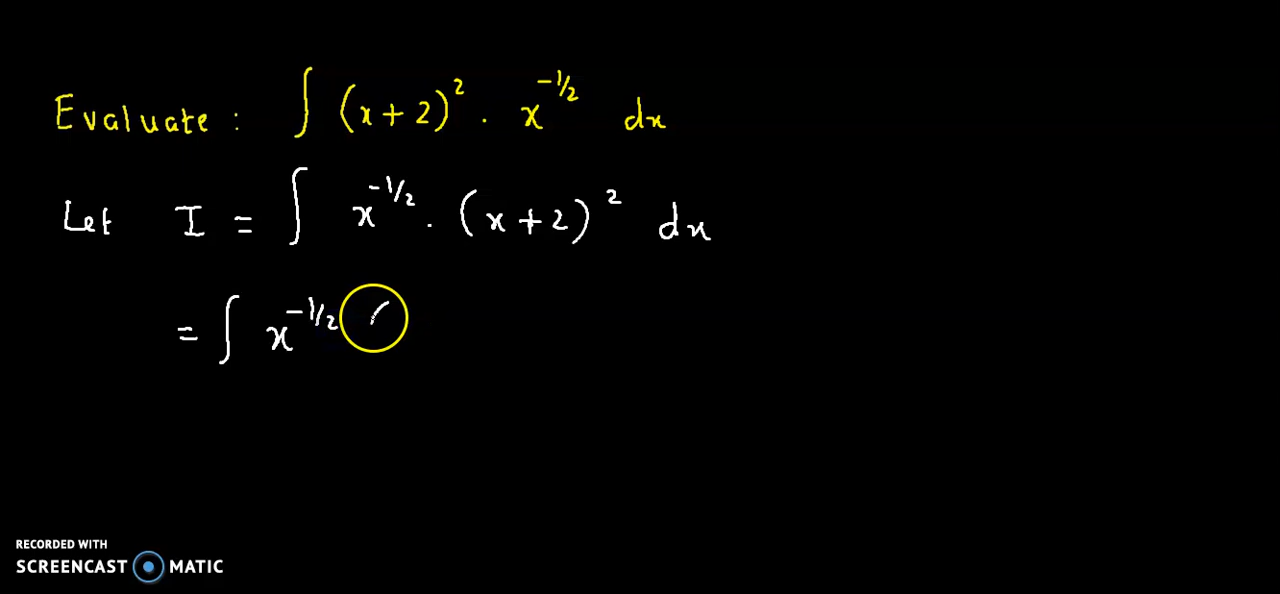 Evaluate: ∫ (x+2)² . x^{-1/2} dx
Let I = ∫ x^{-1/2} . (x+2)² dx
= ∫ x^{-1/2} (
RECORDED WITH
SCREENCAST MATIC